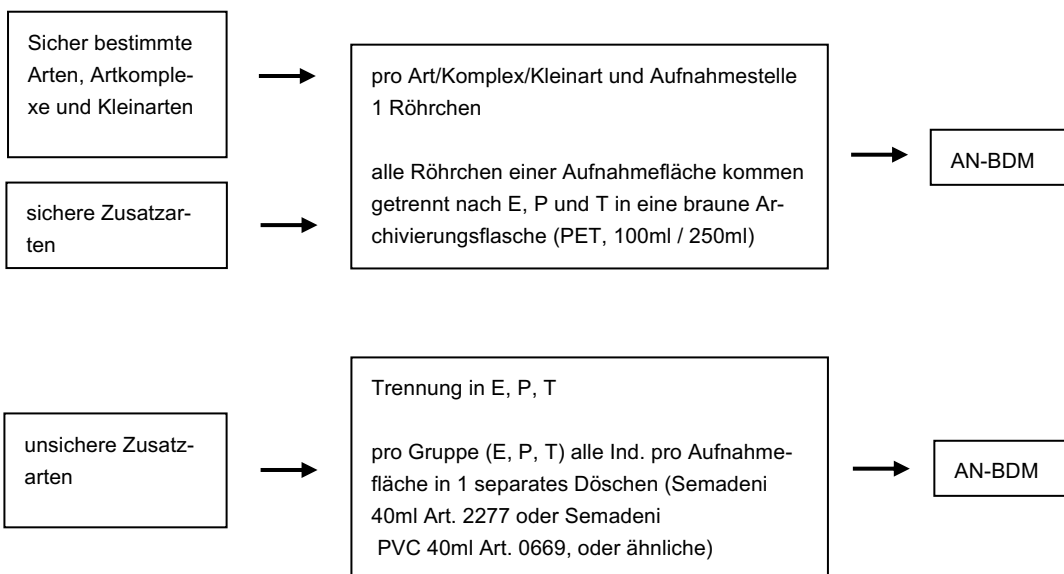 Sicher bestimmte
Arten, Artkomple-
xe und Kleinarten
pro Art/Komplex/Kleinart und Aufnahmestelle
1 Röhrchen
alle Röhrchen einer Aufnahmefläche kommen
getrennt nach E, P und T in eine braune Ar-
chivierungsflasche (PET, 100ml / 250ml)
AN-BDM
sichere Zusatzar-
ten
unsichere Zusatz-
arten
Trennung in E, P, T
pro Gruppe (E, P, T) alle Ind. pro Aufnahme-
fläche in 1 separates Döschen (Semadeni
40ml Art. 2277 oder Semadeni
PVC 40ml Art. 0669, oder ähnliche)
AN-BDM